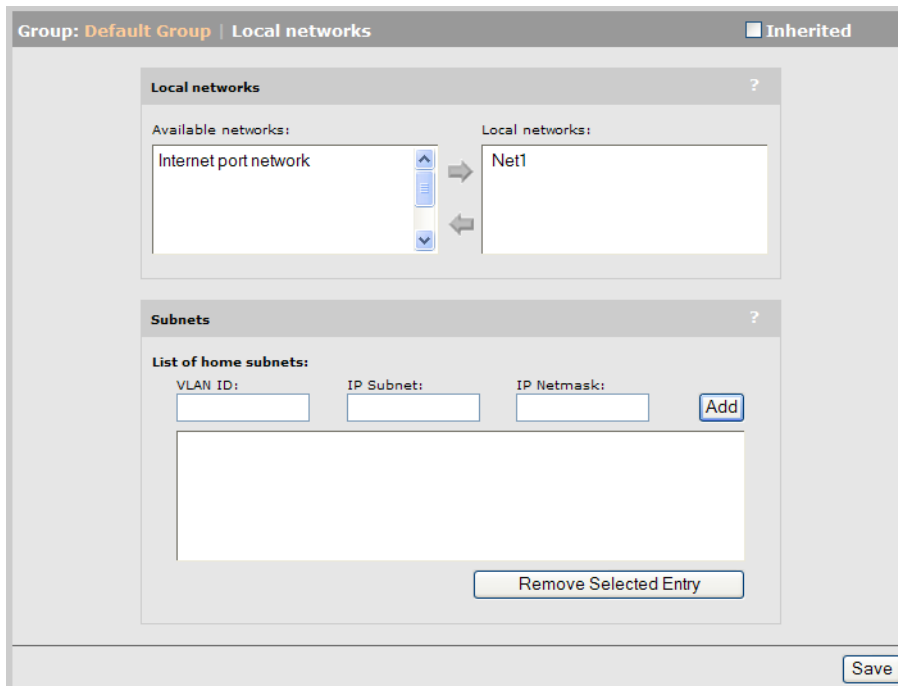 Group: Default Group | Local networks
Inherited
Local networks
?
Available networks:
Local networks:
Internet port network
Net1
Subnets
?
List of home subnets:
VLAN ID:
IP Subnet:
IP Netmask:
Add
Remove Selected Entry
Save